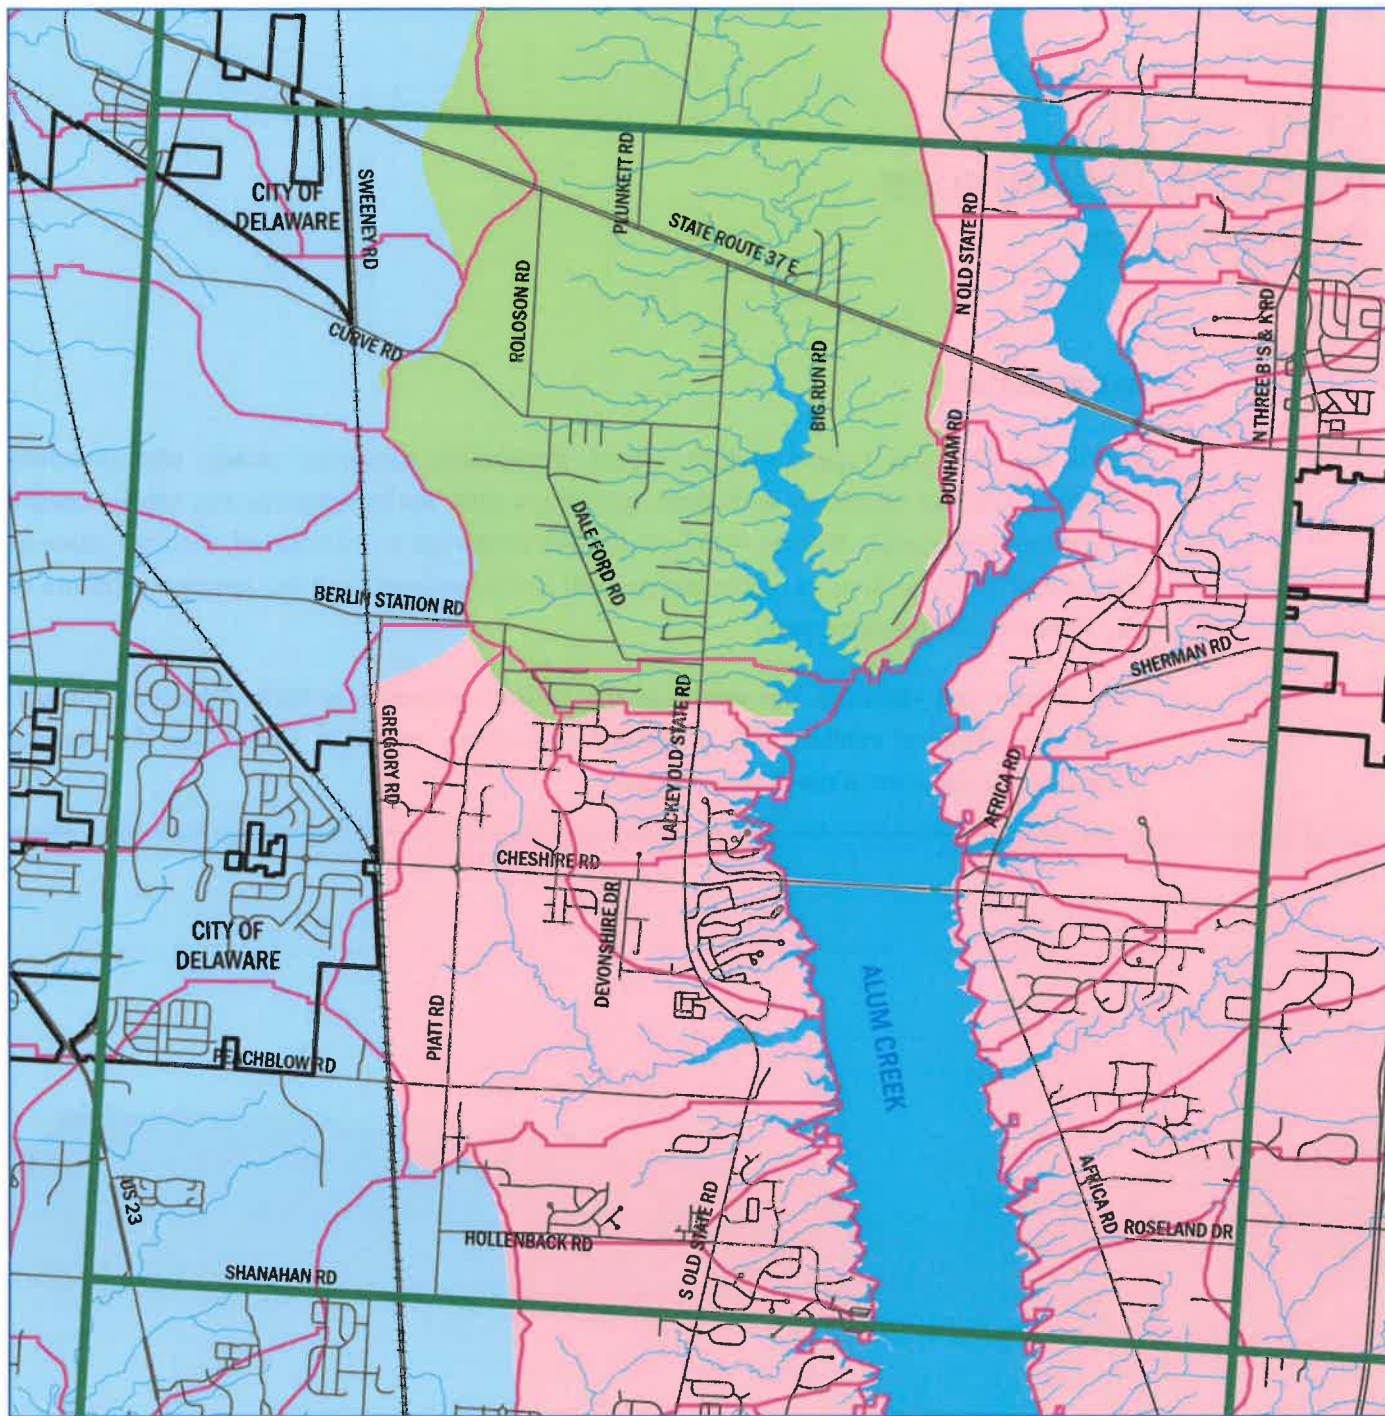 CITY OF
DELAWARE
SWEENEY RD
PLUNKETT RD
STATE ROUTE 37 E
N OLD STATE RD
ROLOSON RD
CURVE RD
BIG RUN RD
N THREE B'S & K RD
DUNHAM RD
DALE FORD RD
BERLIN STATION RD
SHERMAN RD
GREGORY RD
LACKEY OLD STATE RD
AFRICA RD
CHESHIRE RD
DEVONSHIRE DR
CITY OF
DELAWARE
ALUM CREEK
PIATT RD
PEACHBLOW RD
US 23
AFRICA RD
ROSELAND DR
HOLLENBACK RD
S OLD STATE RD
SHANAHAN RD